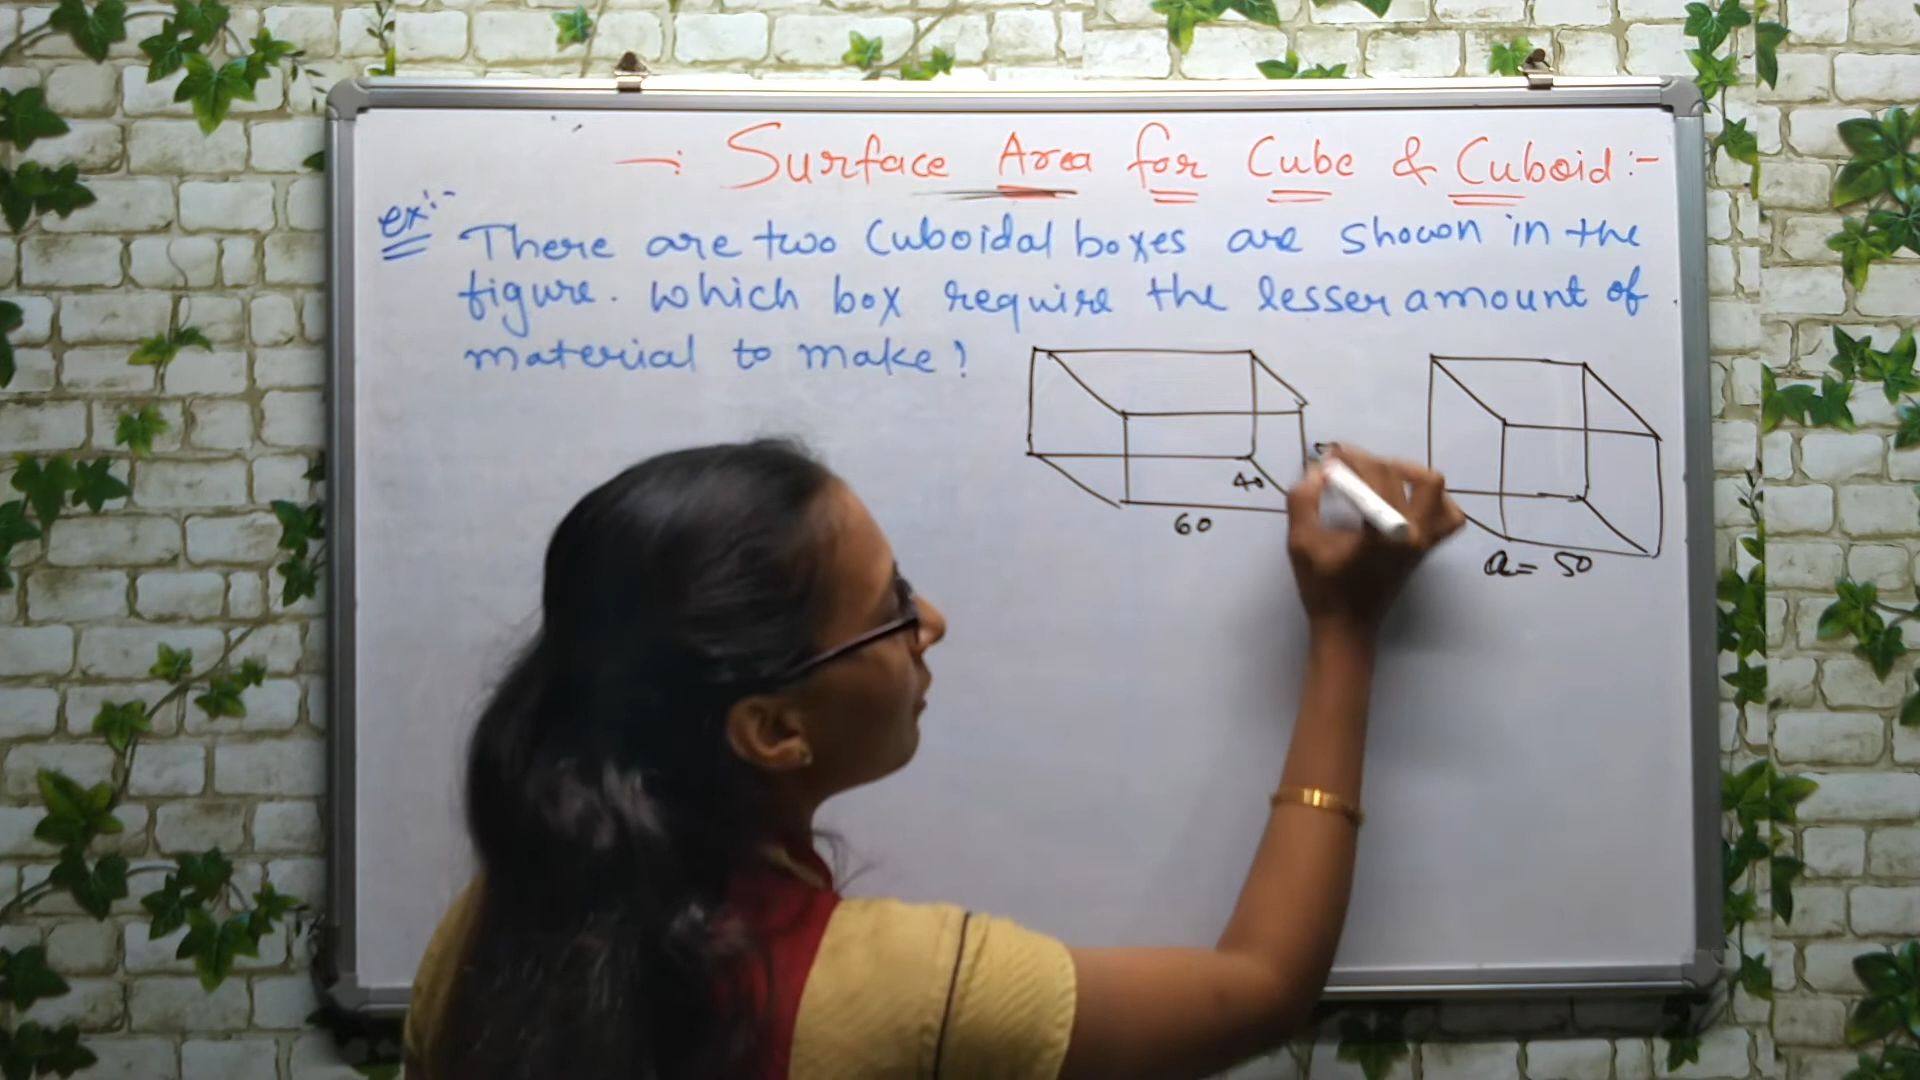 -: Surface Area for Cube & Cuboid :-
ex:- There are two Cuboidal boxes are shown in the
figure. which box require the lesser amount of
material to make?
40
60
a = 50